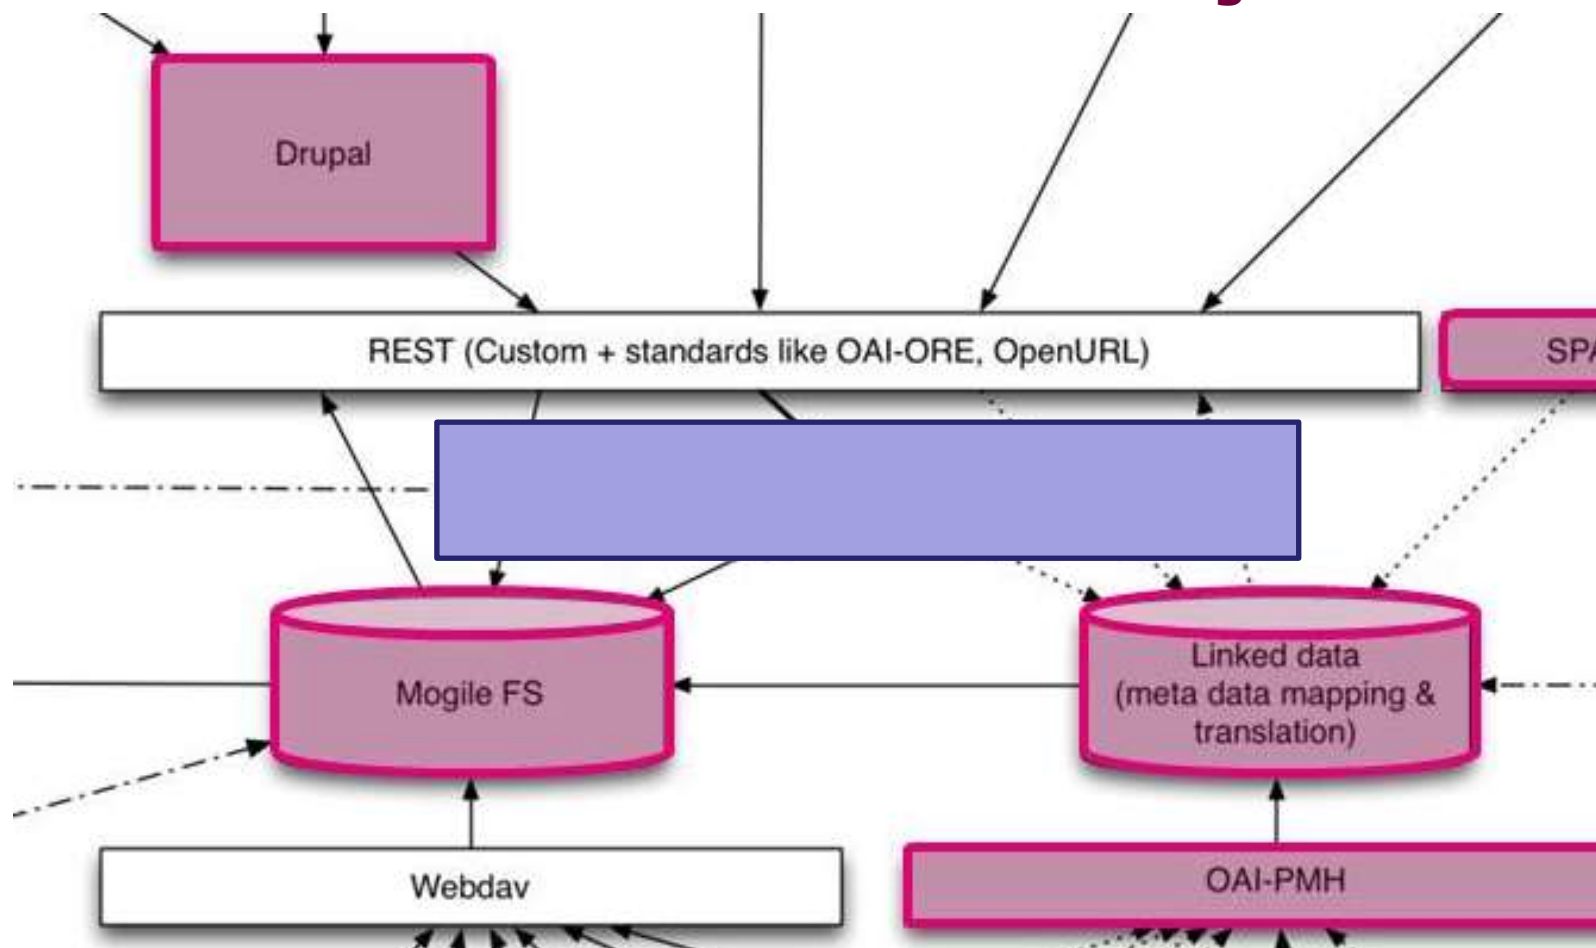 Drupal
REST (Custom + standards like OAI-ORE, OpenURL)
Mogile FS
Linked data
(meta data mapping &
translation)
Webdav
OAI-PMH